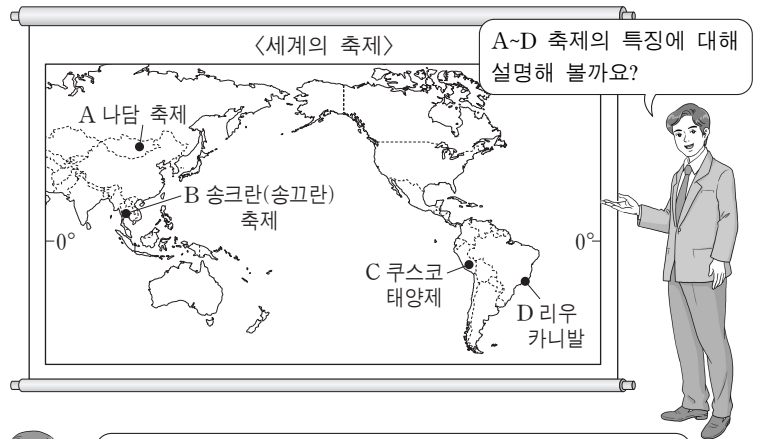 〈세계의 축제〉
A~D 축제의 특징에 대해
설명해 볼까요?
A 나담 축제
B 송크란(송끄란)
축제
0°
0°
C 쿠스코
태양제
D 리우
카니발